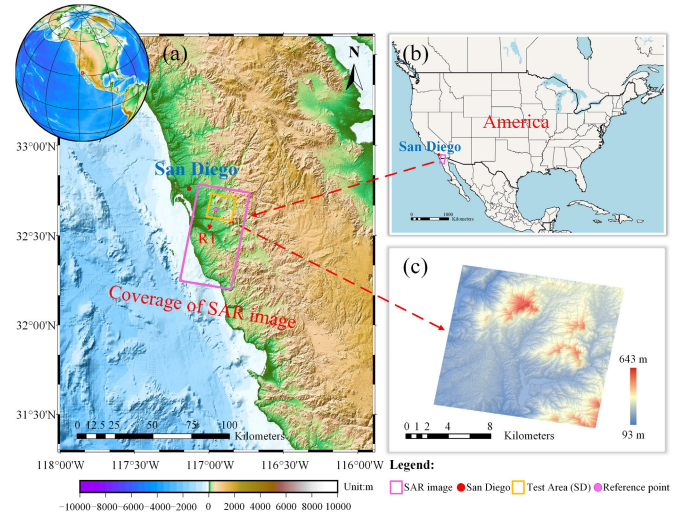 (a)
N
33°00′N
San Diego
32°30′N
R1
Coverage of SAR image
32°00′N
31°30′N
0 12.5 25 50 75 100
Kilometers
118°00′W 117°30′W 117°00′W 116°30′W 116°00′W
Unit:m
−10000 −8000 −6000 −4000 −2000 0 2000 4000 6000 8000 10000
(b)
America
San Diego
0 1000
Kilometers
(c)
643 m
93 m
0 1 2 4 8
Kilometers
Legend:
SAR image San Diego Test Area (SD) Reference point